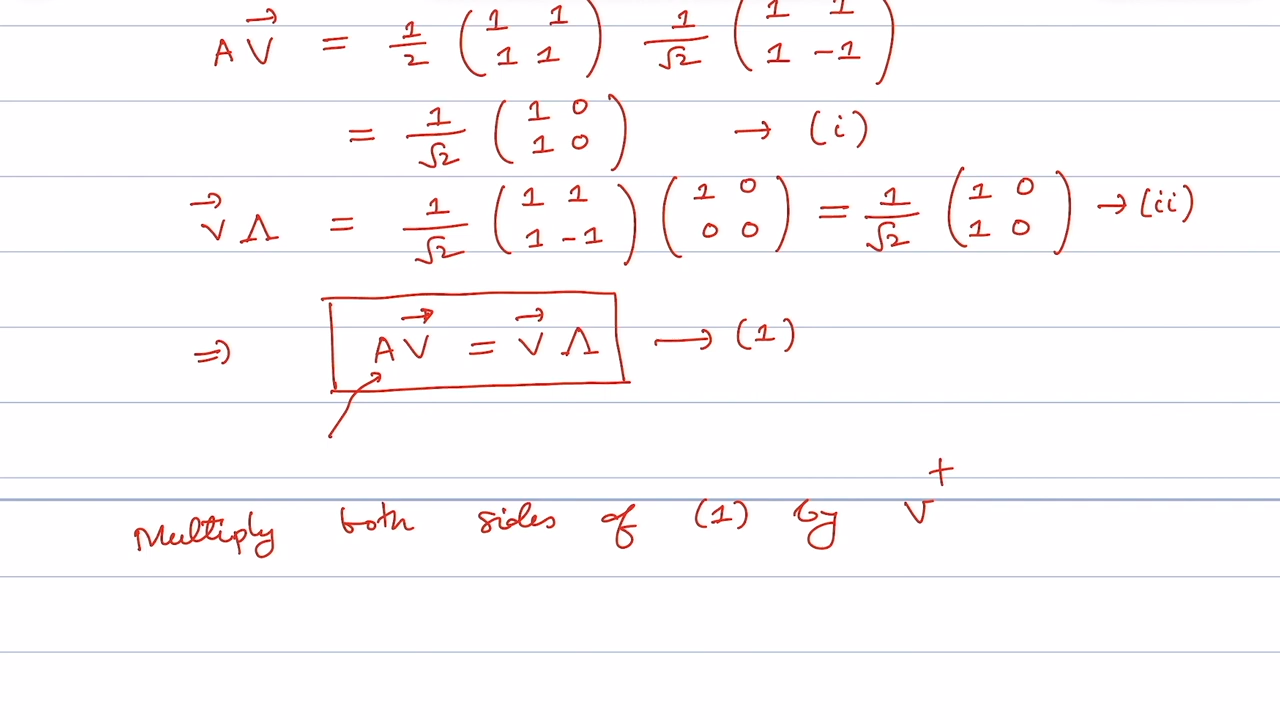 A V⃗ = 1/2 (1 1; 1 1) 1/√2 (1 1; 1 -1)
= 1/√2 (1 0; 1 0) → (i)
V⃗ Λ = 1/√2 (1 1; 1 -1) (1 0; 0 0) = 1/√2 (1 0; 1 0) → (ii)
⇒ A V⃗ = V⃗ Λ → (1)
Multiply both sides of (1) by V⁺